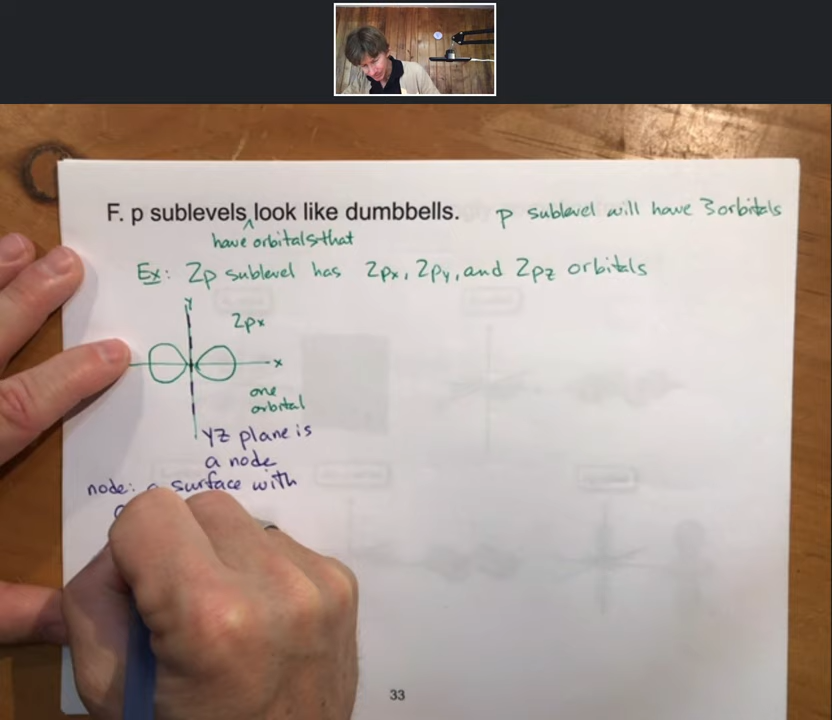 F. p sublevels ^ look like dumbbells. p sublevel will have 3 orbitals
have orbitals that
Ex: 2p sublevel has 2px, 2py, and 2pz orbitals
Y
2px
x
one
orbital
YZ plane is
a node
node: a surface with
33